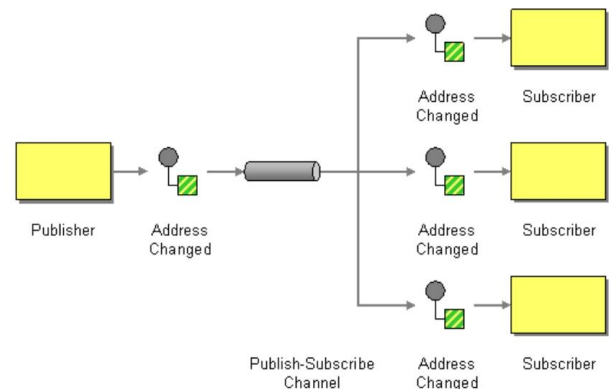 Address
Changed
Subscriber
Publisher
Address
Changed
Address
Changed
Subscriber
Publish-Subscribe
Channel
Address
Changed
Subscriber